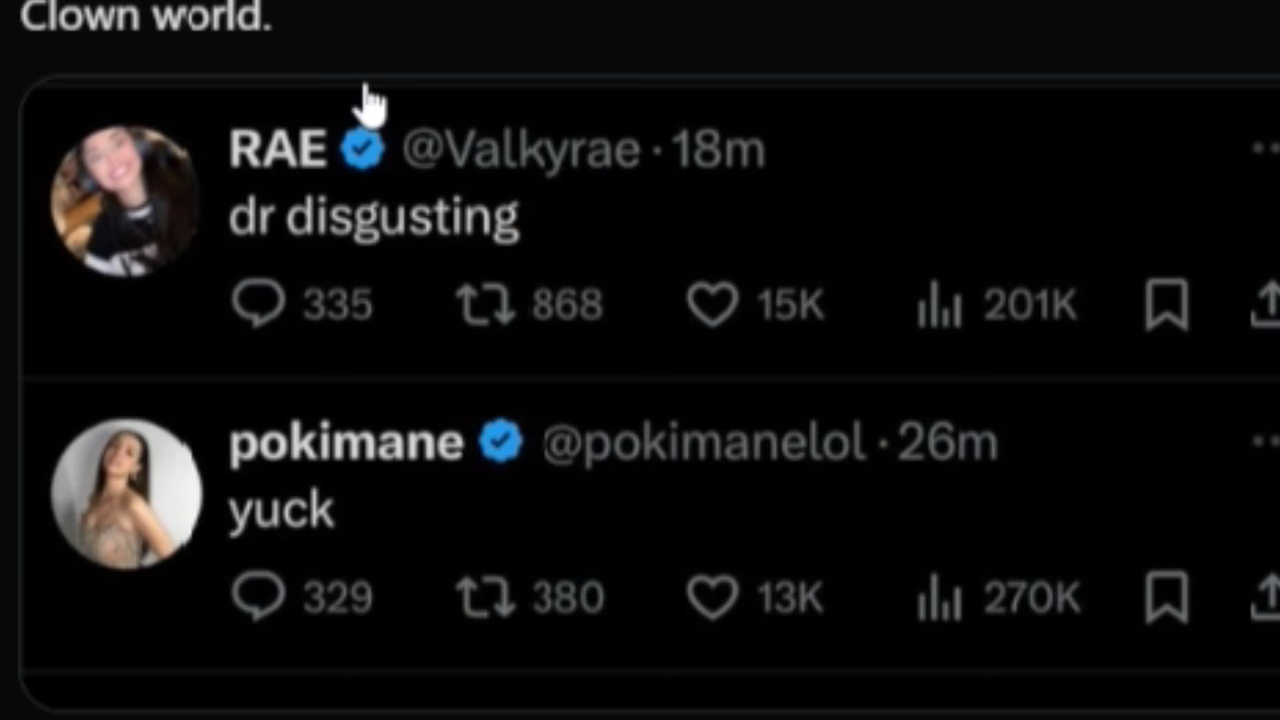 Clown world.
RAE @Valkyrae · 18m
dr disgusting
335 868 15K 201K
pokimane @pokimanelol · 26m
yuck
329 380 13K 270K